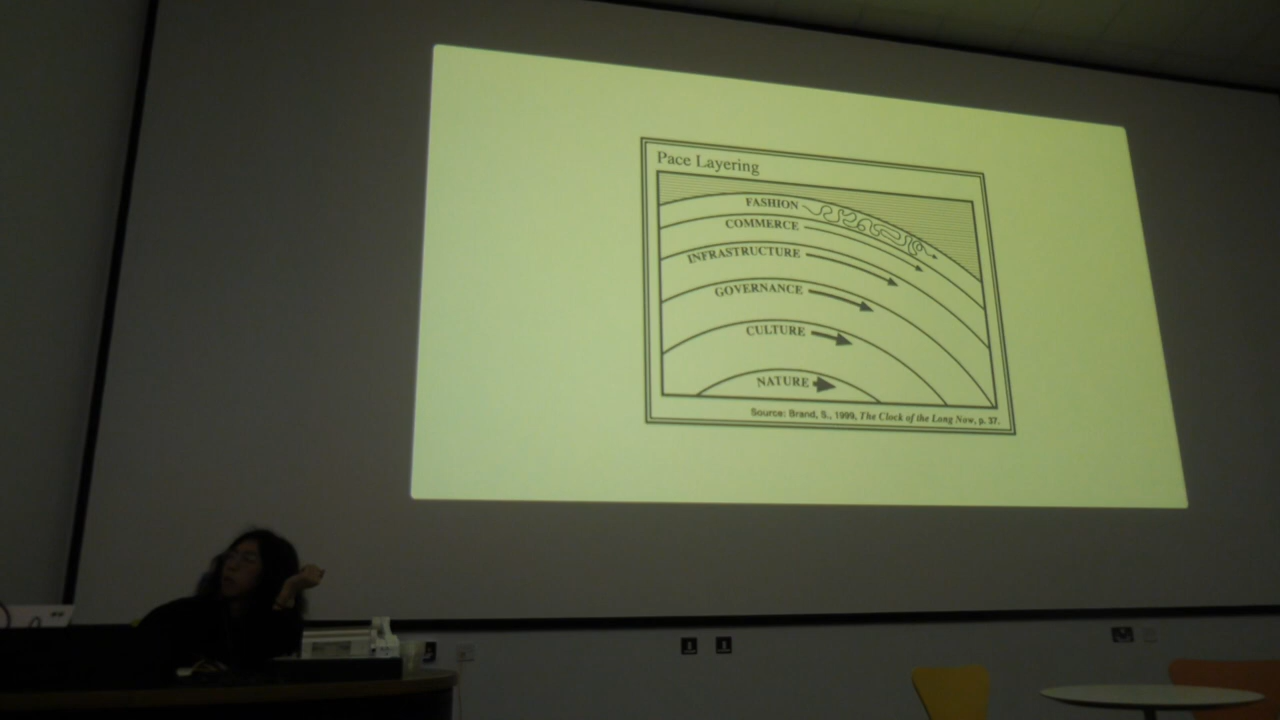 Pace Layering
FASHION
COMMERCE
INFRASTRUCTURE
GOVERNANCE
CULTURE
NATURE
Source: Brand, S., 1999, The Clock of the Long Now, p. 37.